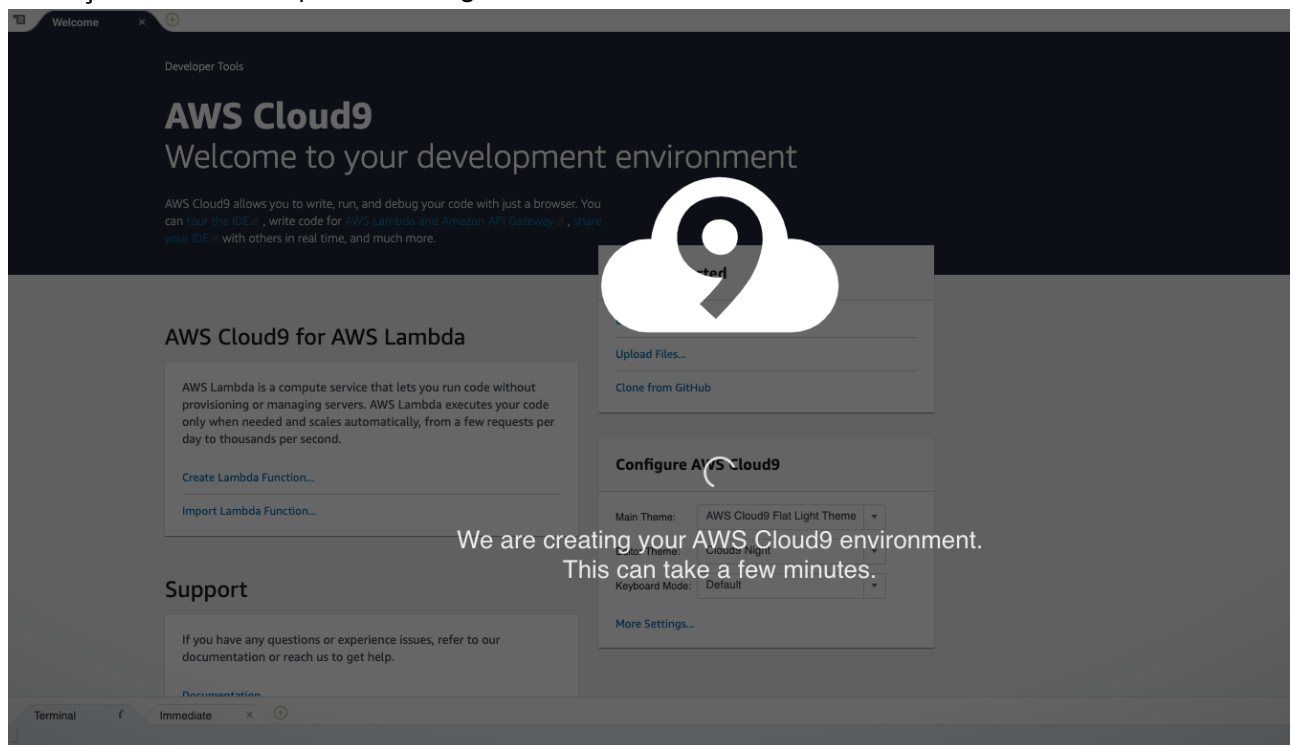 Welcome
Developer Tools
AWS Cloud9
Welcome to your development environment
AWS Cloud9 allows you to write, run, and debug your code with just a browser. You
can tour the IDE , write code for AWS Lambda and Amazon API Gateway , share
your IDE with others in real time, and much more.
9
AWS Cloud9 for AWS Lambda
AWS Lambda is a compute service that lets you run code without
provisioning or managing servers. AWS Lambda executes your code
only when needed and scales automatically, from a few requests per
day to thousands per second.
Create Lambda Function...
Import Lambda Function...
Support
If you have any questions or experience issues, refer to our
documentation or reach us to get help.
Documentation
Upload Files...
Clone from GitHub
Configure AWS Cloud9
Main Theme: AWS Cloud9 Flat Light Theme
Editor Theme: Cloud9 Night
Keyboard Mode: Default
More Settings...
We are creating your AWS Cloud9 environment.
This can take a few minutes.
Terminal
Immediate